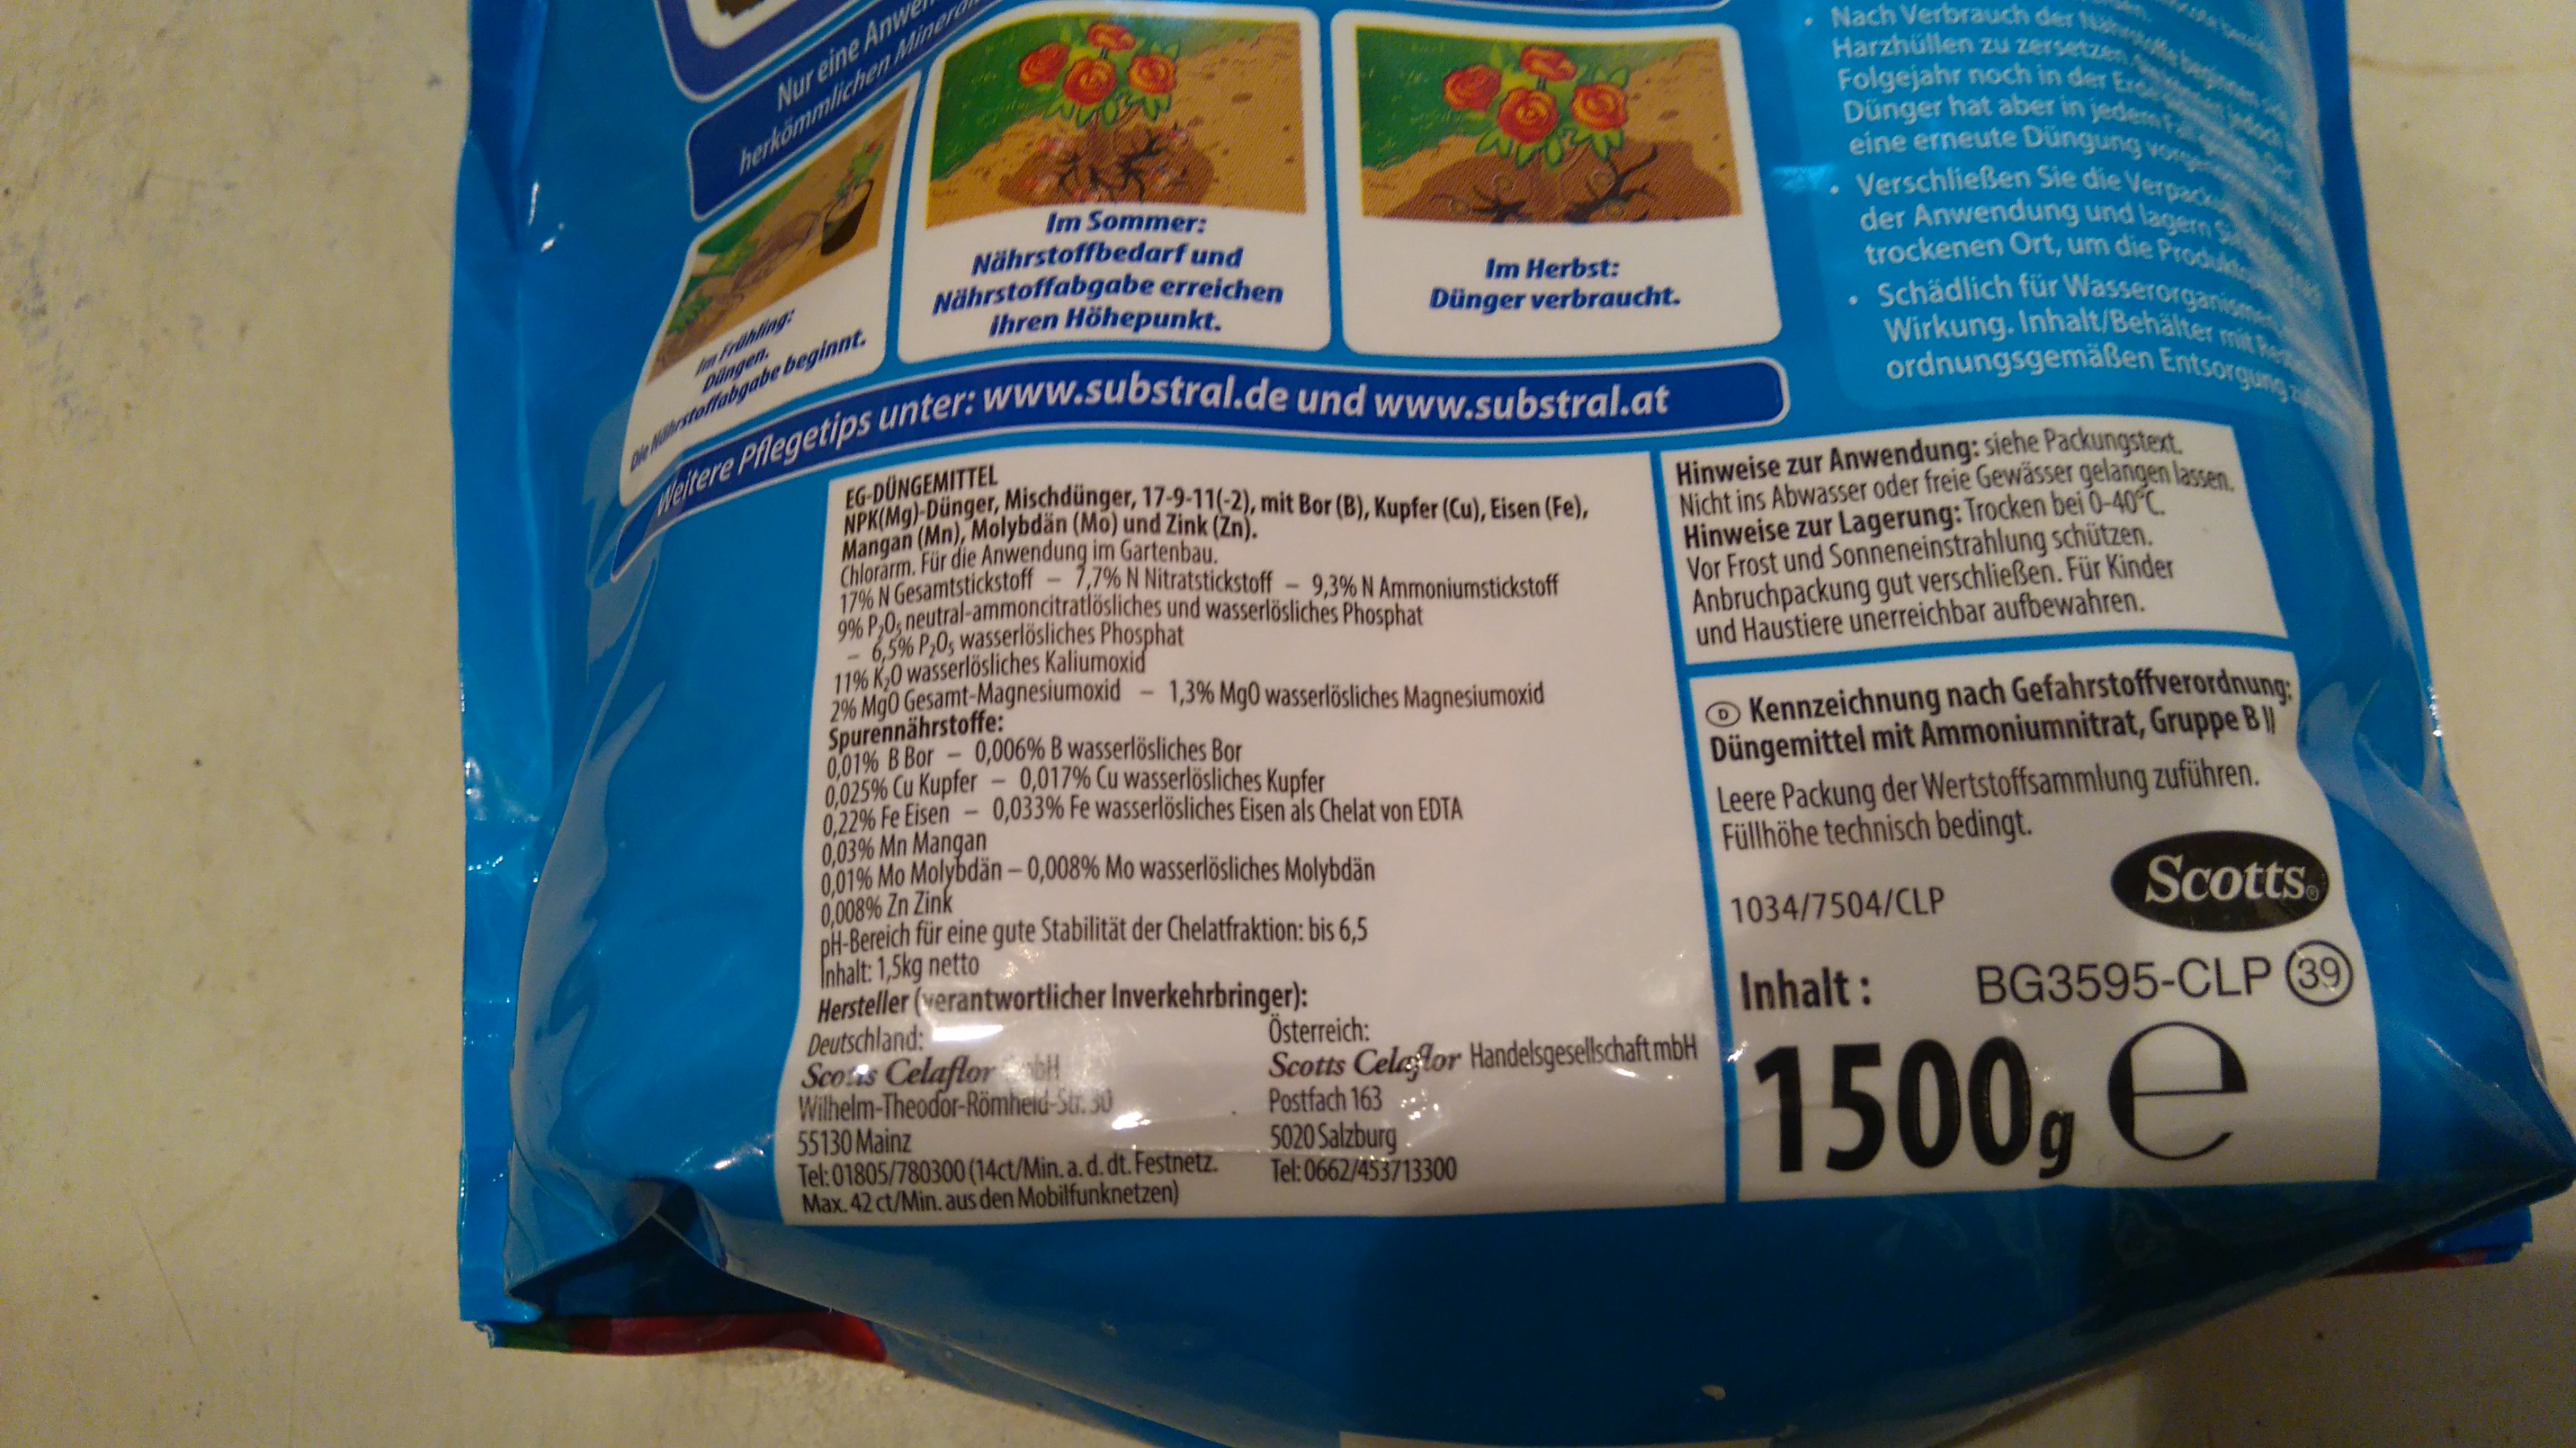 Nur eine
herkömmlichen
Im Frühling:
Düngen.
Die Nährstoffabgabe beginnt.
Im Sommer:
Nährstoffbedarf und
Nährstoffabgabe erreichen
ihren Höhepunkt.
Im Herbst:
Dünger verbraucht.
Weitere Pflegetips unter: www.substral.de und www.substral.at
• Nach Verbrauch der Nährstoffe beginnen
Harzhüllen zu zersetzen.
Folgejahr noch in der
Dünger hat aber in jedem
eine erneute Düngung
• Verschließen Sie die
der Anwendung und lagern
trockenen Ort, um die
• Schädlich für
Wirkung. Inhalt/Behälter mit
ordnungsgemäßen Entsorgung
EG-DÜNGEMITTEL
NPK(Mg)-Dünger, Mischdünger, 17-9-11(-2), mit Bor (B), Kupfer (Cu), Eisen (Fe),
Mangan (Mn), Molybdän (Mo) und Zink (Zn).
Chlorarm. Für die Anwendung im Gartenbau.
17% N Gesamtstickstoff – 7,7% N Nitratstickstoff – 9,3% N Ammoniumstickstoff
9% P₂O₅ neutral-ammoncitratlösliches und wasserlösliches Phosphat
– 6,5% P₂O₅ wasserlösliches Phosphat
11% K₂O wasserlösliches Kaliumoxid
2% MgO Gesamt-Magnesiumoxid – 1,3% MgO wasserlösliches Magnesiumoxid
Spurennährstoffe:
0,01% B Bor – 0,006% B wasserlösliches Bor
0,025% Cu Kupfer – 0,017% Cu wasserlösliches Kupfer
0,22% Fe Eisen – 0,033% Fe wasserlösliches Eisen als Chelat von EDTA
0,03% Mn Mangan
0,01% Mo Molybdän – 0,008% Mo wasserlösliches Molybdän
0,008% Zn Zink
pH-Bereich für eine gute Stabilität der Chelatfraktion: bis 6,5
Inhalt: 1,5kg netto
Hersteller (verantwortlicher Inverkehrbringer):
Deutschland:
Scotts Celaflor GmbH
Wilhelm-Theodor-Römheld-Str. 30
55130 Mainz
Tel: 01805/780300 (14ct/Min. a. d. dt. Festnetz.
Max. 42 ct/Min. aus den Mobilfunknetzen)
Österreich:
Scotts Celaflor Handelsgesellschaft mbH
Postfach 163
5020 Salzburg
Tel: 0662/453713300
Hinweise zur Anwendung: siehe Packungstext.
Nicht ins Abwasser oder freie Gewässer gelangen lassen.
Hinweise zur Lagerung: Trocken bei 0-40°C.
Vor Frost und Sonneneinstrahlung schützen.
Anbruchpackung gut verschließen. Für Kinder
und Haustiere unerreichbar aufbewahren.
D Kennzeichnung nach Gefahrstoffverordnung:
Düngemittel mit Ammoniumnitrat, Gruppe B II
Leere Packung der Wertstoffsammlung zuführen.
Füllhöhe technisch bedingt.
Scotts®
1034/7504/CLP
Inhalt : BG3595-CLP 39
1500g e